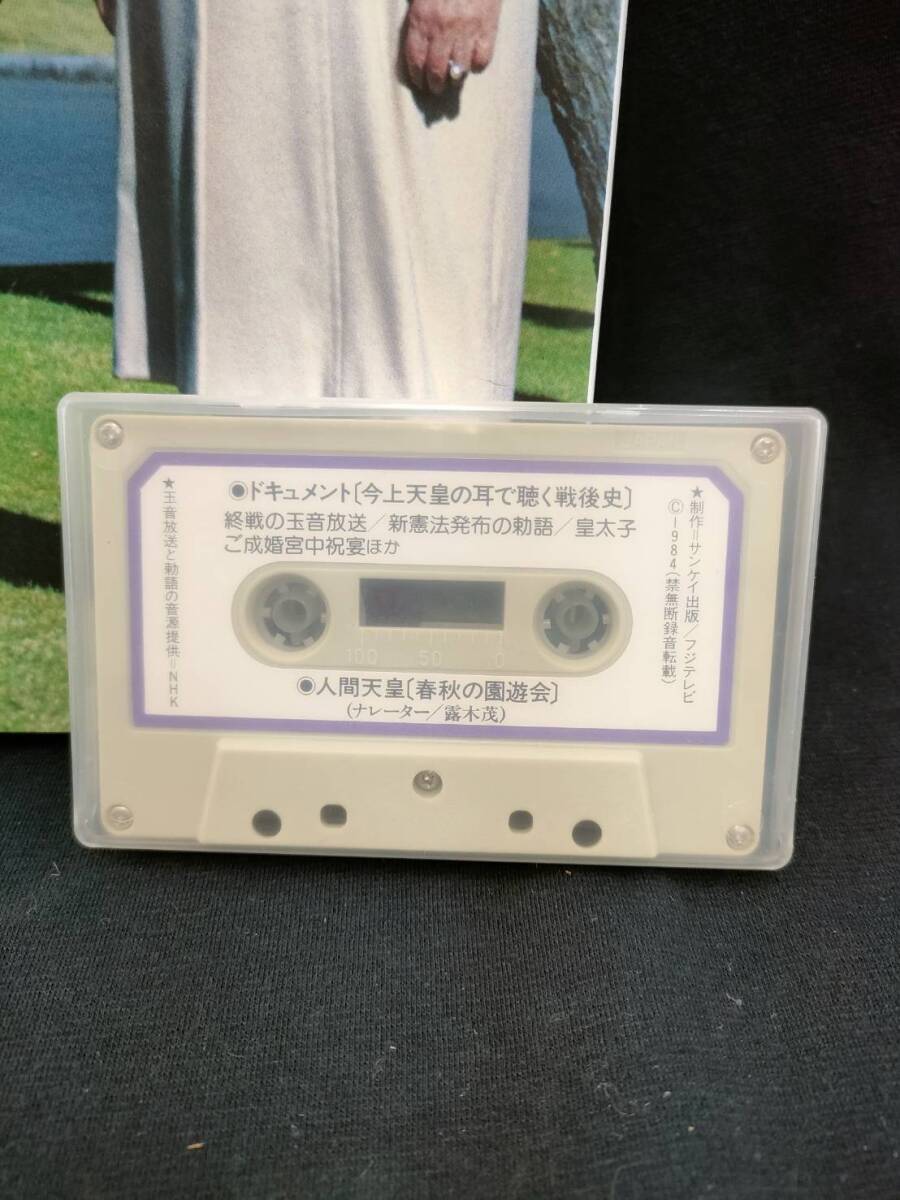 ●ドキュメント〔今上天皇の耳で聴く戦後史〕
終戦の玉音放送/新憲法発布の勅語/皇太子
ご成婚宮中祝宴ほか
100 50 0
●人間天皇〔春秋の園遊会〕
(ナレーター/露木茂)
★制作=サンケイ出版/フジテレビ
©1984(禁無断録音転載)
★玉音放送と勅語の音源提供=NHK